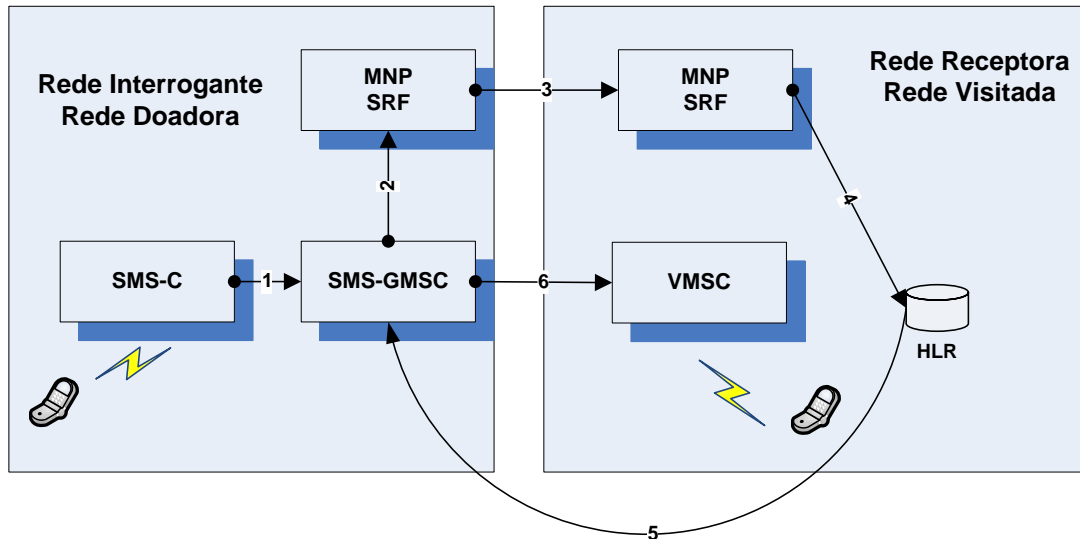 Rede Interrogante
Rede Doadora
MNP
SRF
3
MNP
SRF
Rede Receptora
Rede Visitada
2
4
SMS-C
1
SMS-GMSC
6
VMSC
HLR
5